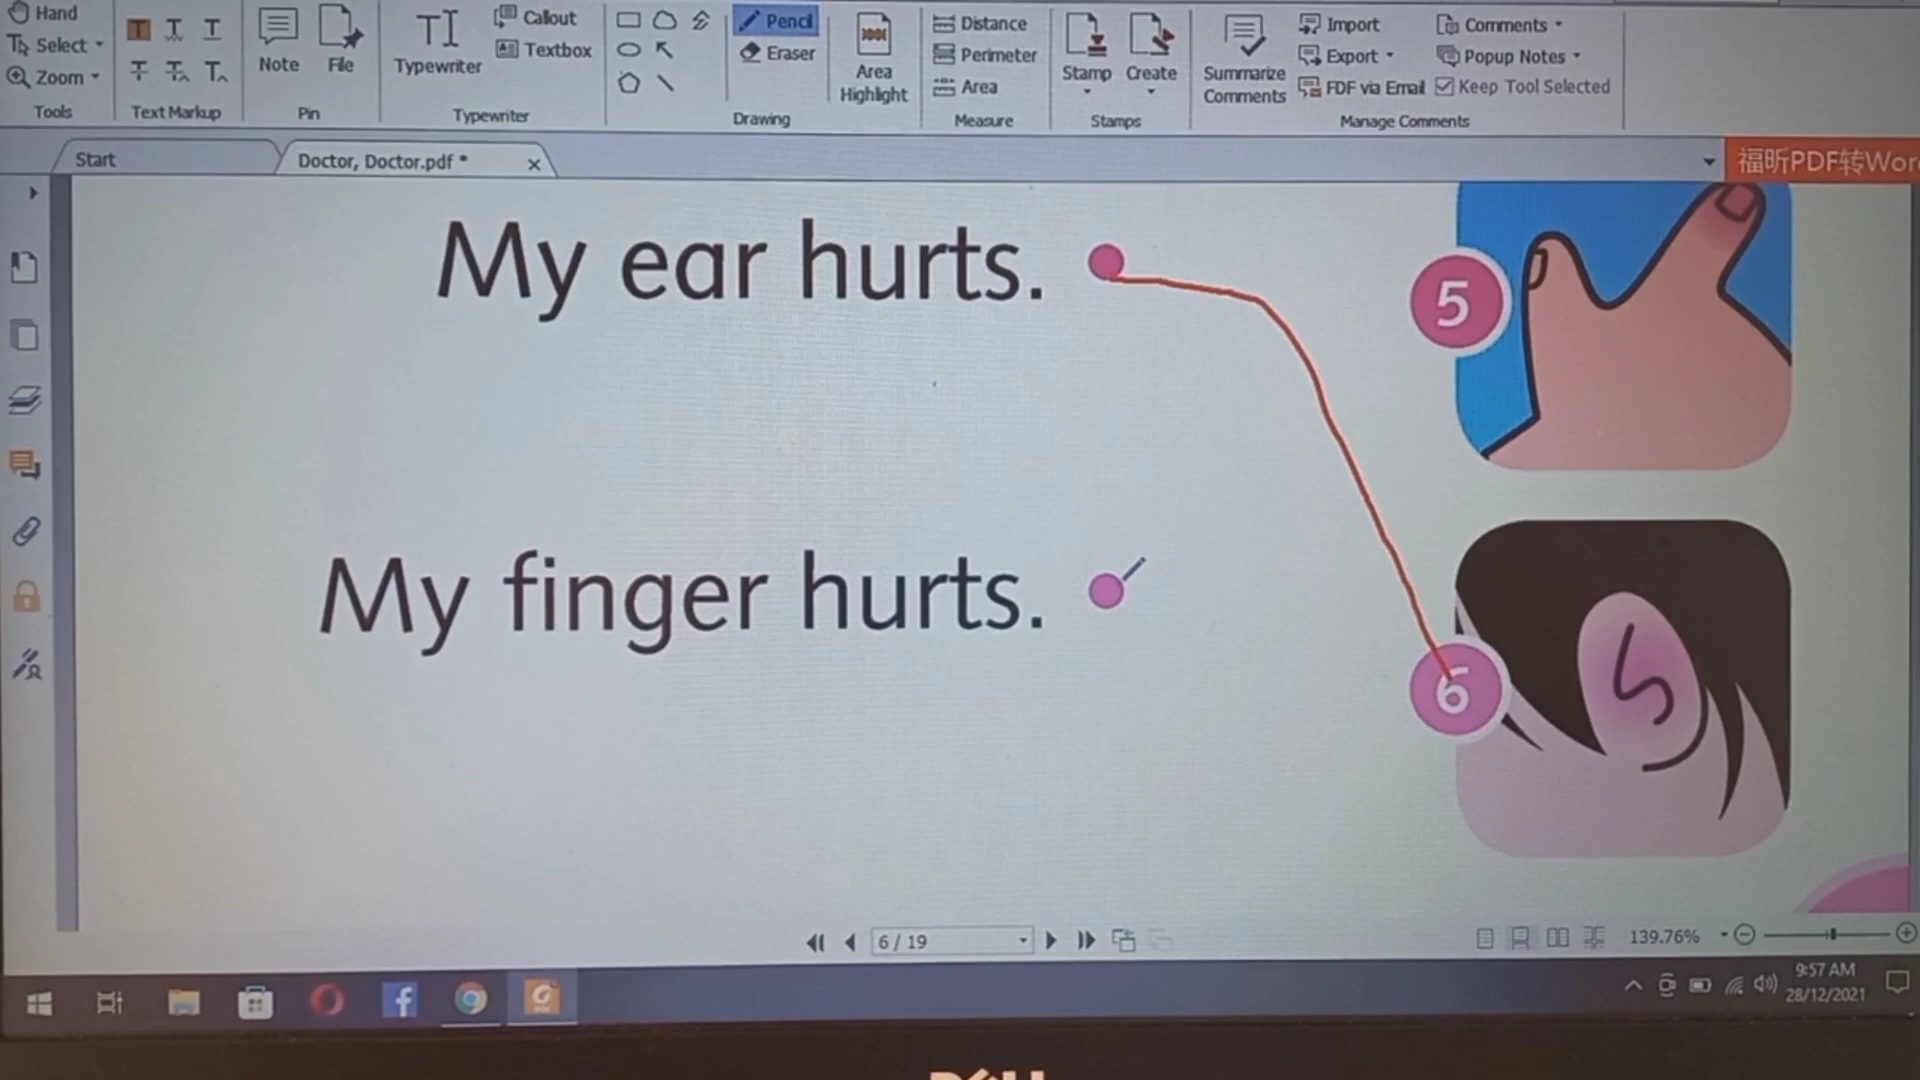 Hand
Select
Zoom
Tools
Text Markup
Note
File
Pin
Typewriter
Callout
Textbox
Typewriter
Pencil
Eraser
Area
Highlight
Drawing
Distance
Perimeter
Area
Measure
Stamp
Create
Stamps
Summarize
Comments
Import
Export
FDF via Email
Comments
Popup Notes
Keep Tool Selected
Manage Comments
Start
Doctor, Doctor.pdf *
福昕PDF转Wor
My ear hurts.
5
My finger hurts.
6
6 / 19
139.76%
9:57 AM
28/12/2021